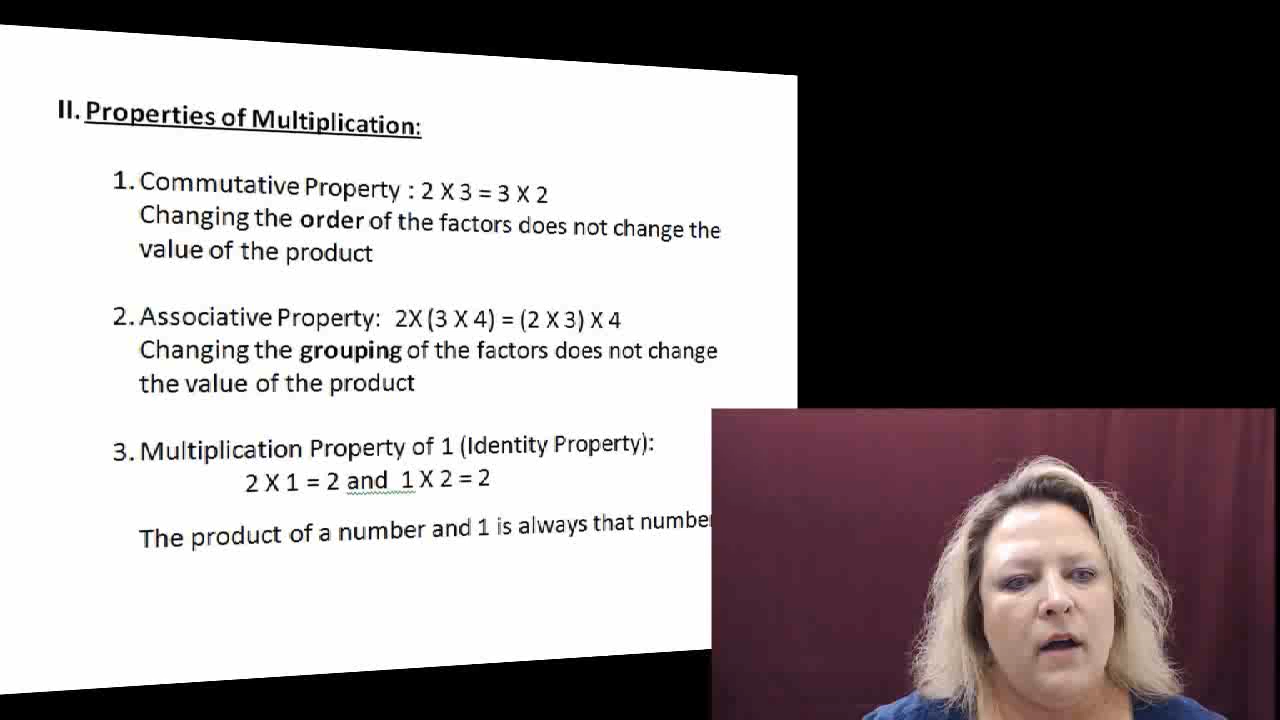 II. Properties of Multiplication:
1. Commutative Property : 2 X 3 = 3 X 2
Changing the order of the factors does not change the
value of the product
2. Associative Property: 2X (3 X 4) = (2 X 3) X 4
Changing the grouping of the factors does not change
the value of the product
3. Multiplication Property of 1 (Identity Property):
2 X 1 = 2 and 1 X 2 = 2
The product of a number and 1 is always that number